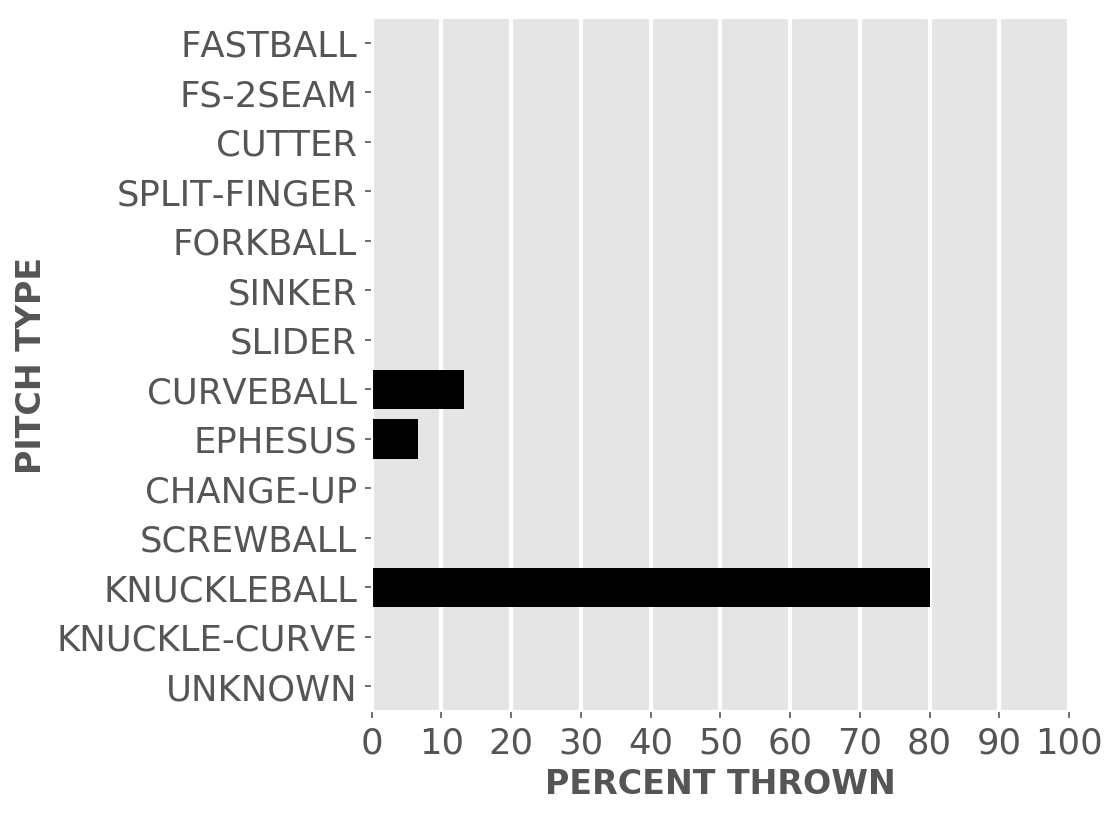 FASTBALL
FS-2SEAM
CUTTER
SPLIT-FINGER
FORKBALL
SINKER
SLIDER
CURVEBALL
EPHESUS
CHANGE-UP
SCREWBALL
KNUCKLEBALL
KNUCKLE-CURVE
UNKNOWN
PITCH TYPE
0 10 20 30 40 50 60 70 80 90 100
PERCENT THROWN